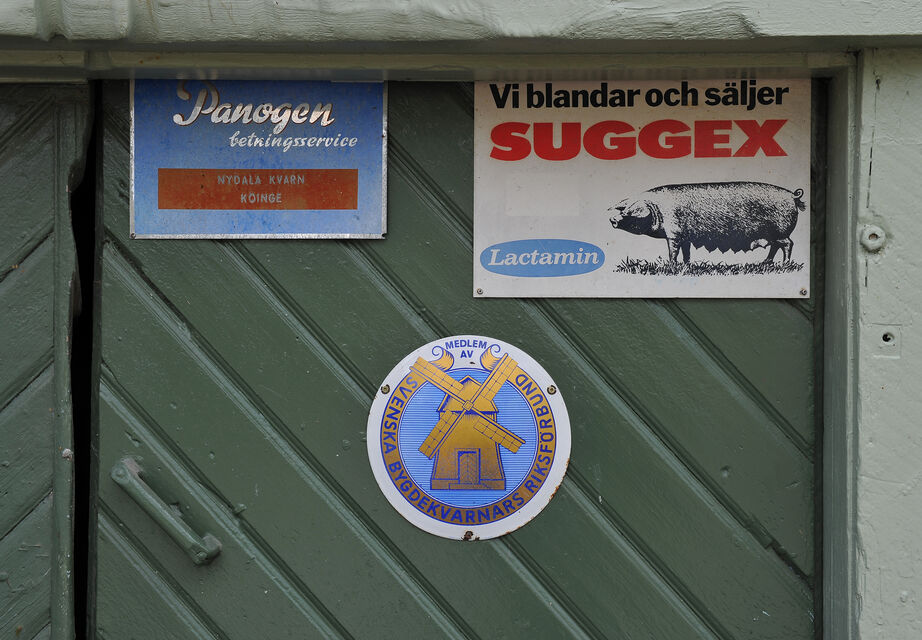 Panogen
betningsservice
NYDALA KVARN
KÖINGE
Vi blandar och säljer
SUGGEX
Lactamin
MEDLEM
AV
SVENSKA BYGDEKVARNARS RIKSFÖRBUND